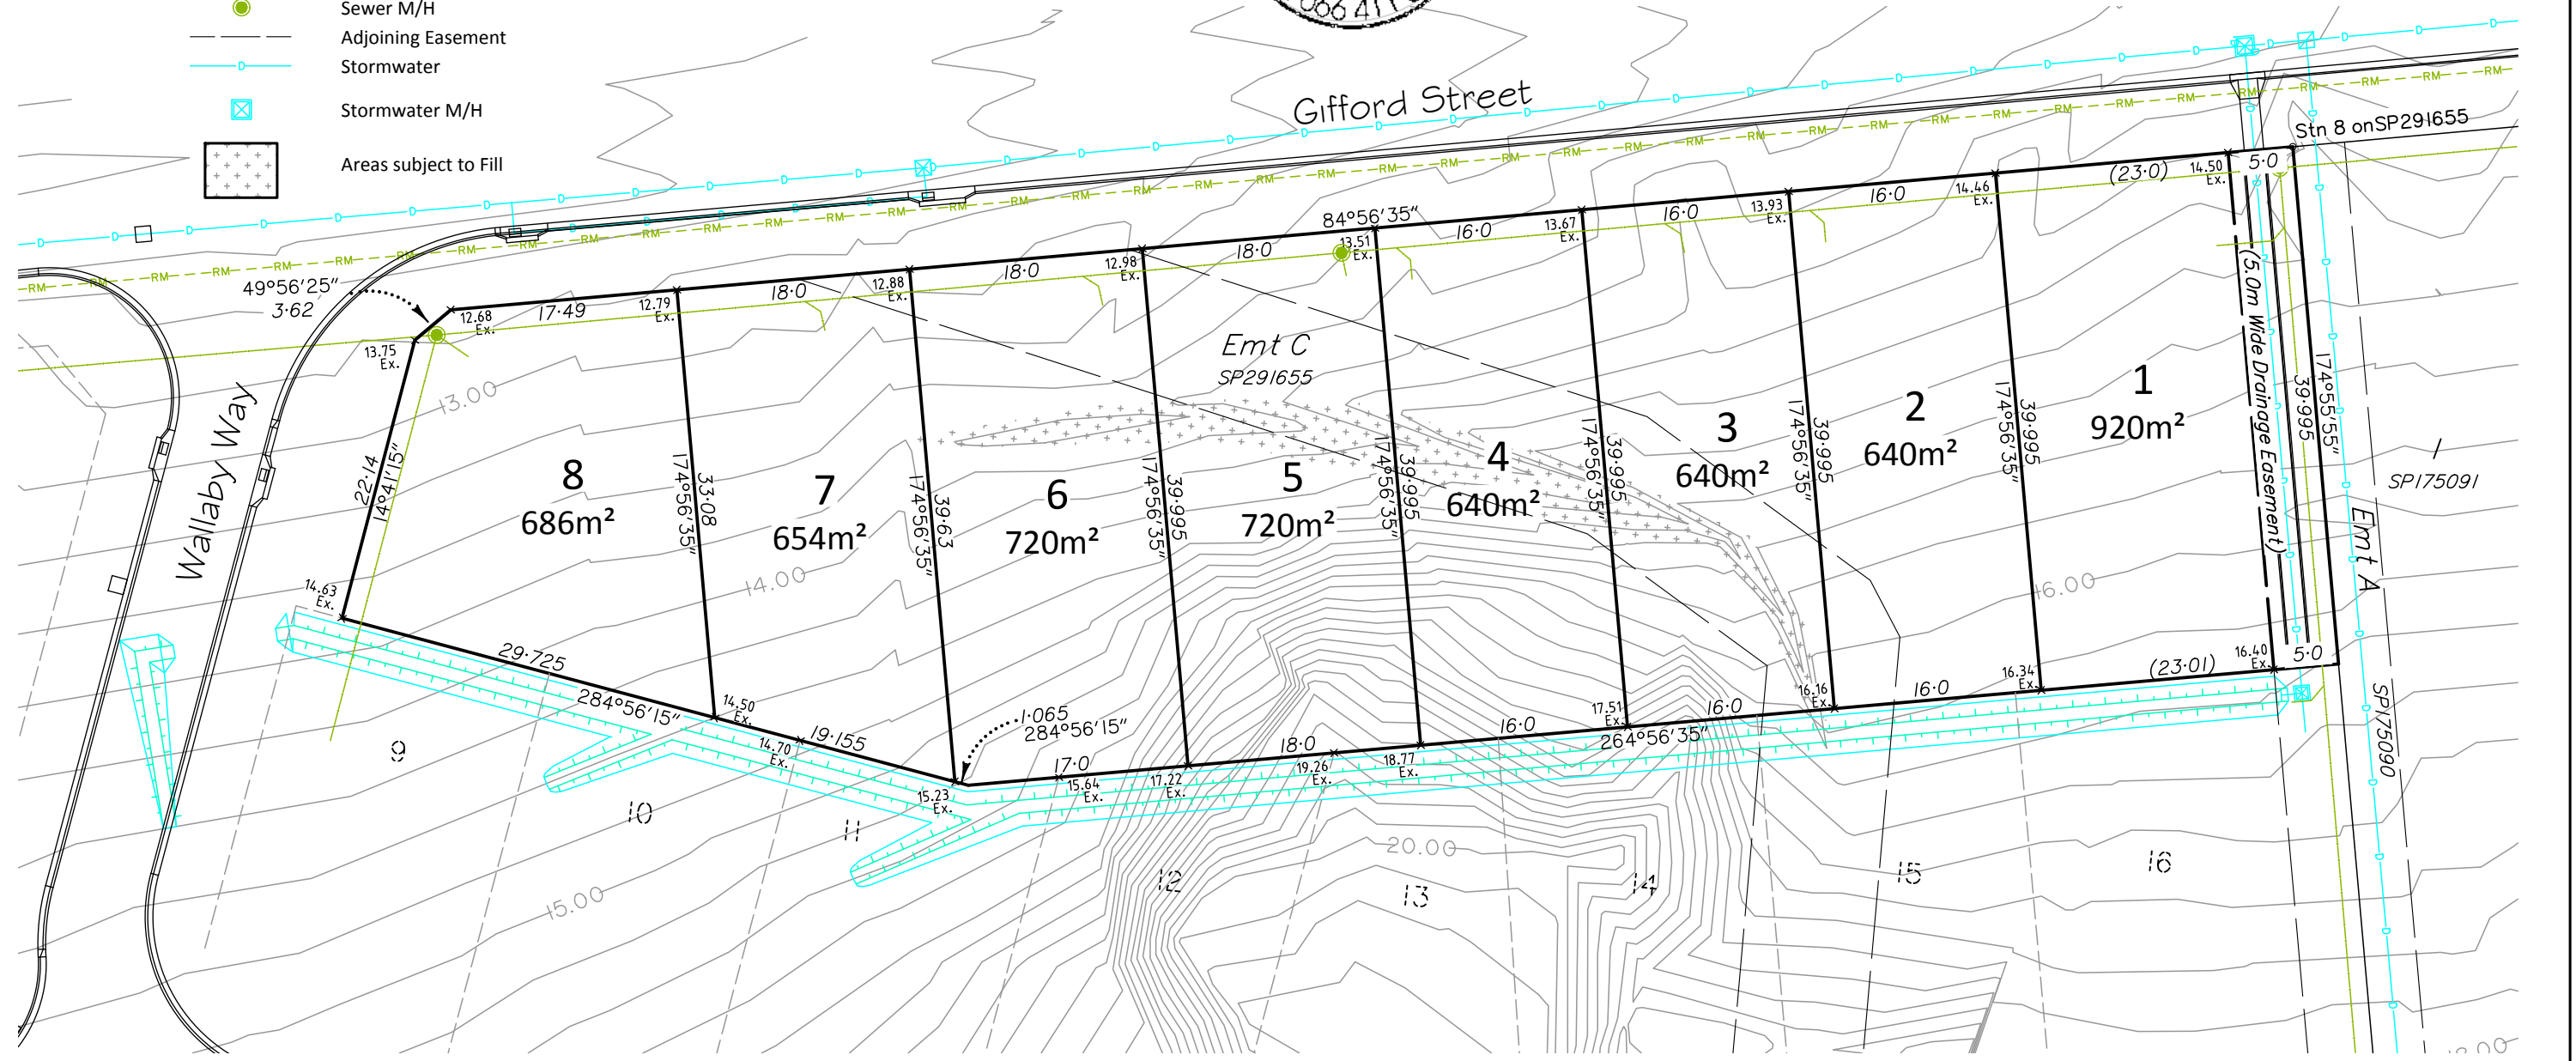 Sewer M/H
Adjoining Easement
D
Stormwater
Stormwater M/H
Areas subject to Fill
066 411
Gifford Street
Stn 8 onSP291655
49°56'25"
3·62
84°56'35"
12.68
Ex.
17·49
12.79
Ex.
18·0
12.88
Ex.
18·0
12.98
Ex.
18·0
13.51
Ex.
16·0
13.67
Ex.
16·0
13.93
Ex.
16·0
14.46
Ex.
(23·0)
14.50
Ex.
5·0
13.75
Ex.
13.00
Emt C
SP291655
Wallaby Way
22·14
14°41'15"
8
686m²
33·08
174°56'35"
7
654m²
39·63
174°56'35"
6
720m²
39·995
174°56'35"
5
720m²
39·995
174°56'35"
4
640m²
39·995
174°56'35"
3
640m²
39·995
174°56'35"
2
640m²
39·995
174°56'35"
1
920m²
(5.0m Wide Drainage Easement)
39·995
174°55'55"
1
SP175091
Emt A
SP175090
14.00
16.00
14.63
Ex.
29·725
284°56'15"
14.50
Ex.
14.70
Ex.
19·155
1·065
284°56'15"
15.23
Ex.
17·0
15.64
Ex.
17.22
Ex.
18·0
19.26
Ex.
18.77
Ex.
16·0
17.51
Ex.
264°56'35"
16·0
16.16
Ex.
16·0
16.34
Ex.
(23·01)
16.40
Ex.
5·0
9
10
11
12
13
14
15
16
15.00
20.00